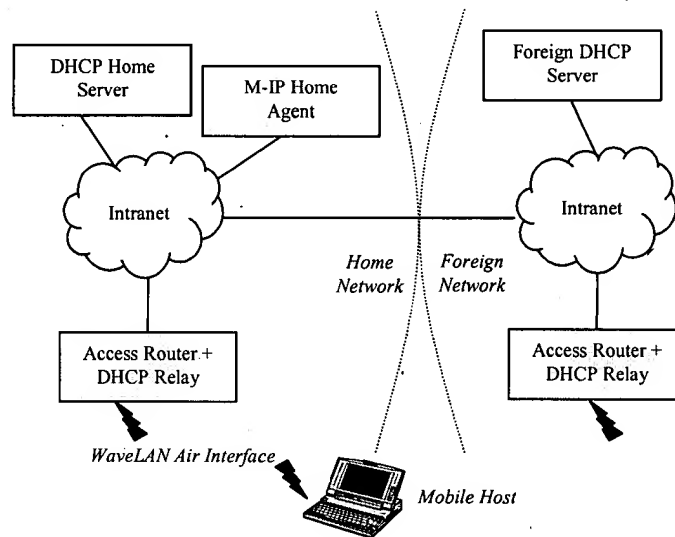 DHCP Home
Server
M-IP Home
Agent
Foreign DHCP
Server
Intranet
Intranet
Home
Network
Foreign
Network
Access Router +
DHCP Relay
Access Router +
DHCP Relay
WaveLAN Air Interface
Mobile Host